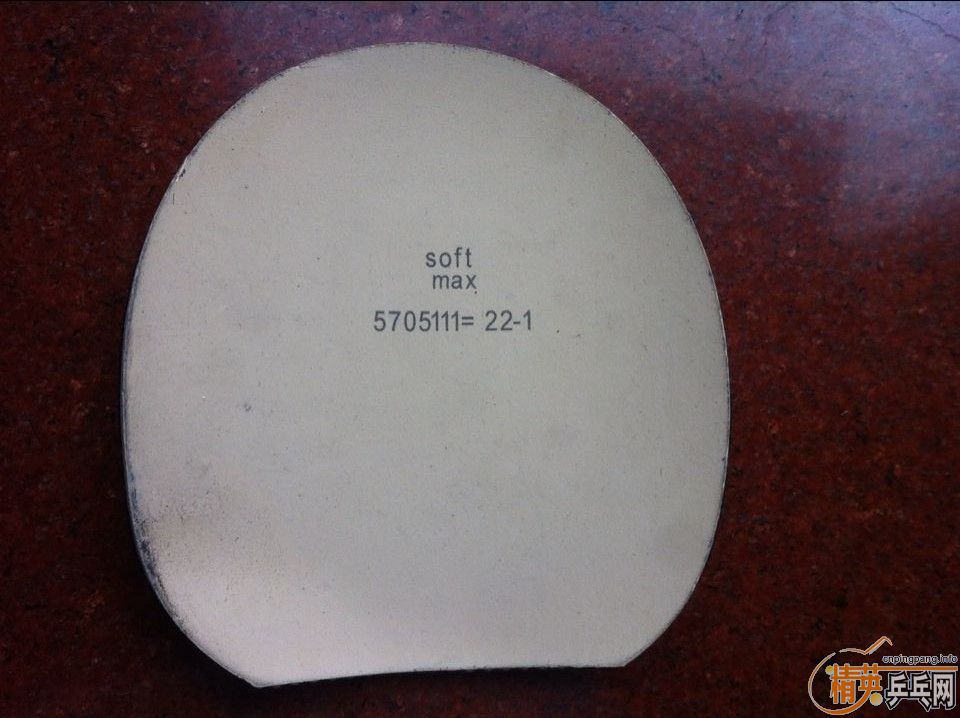 soft
max
5705111= 22-1
cnpingpang.info
精英乒乓网